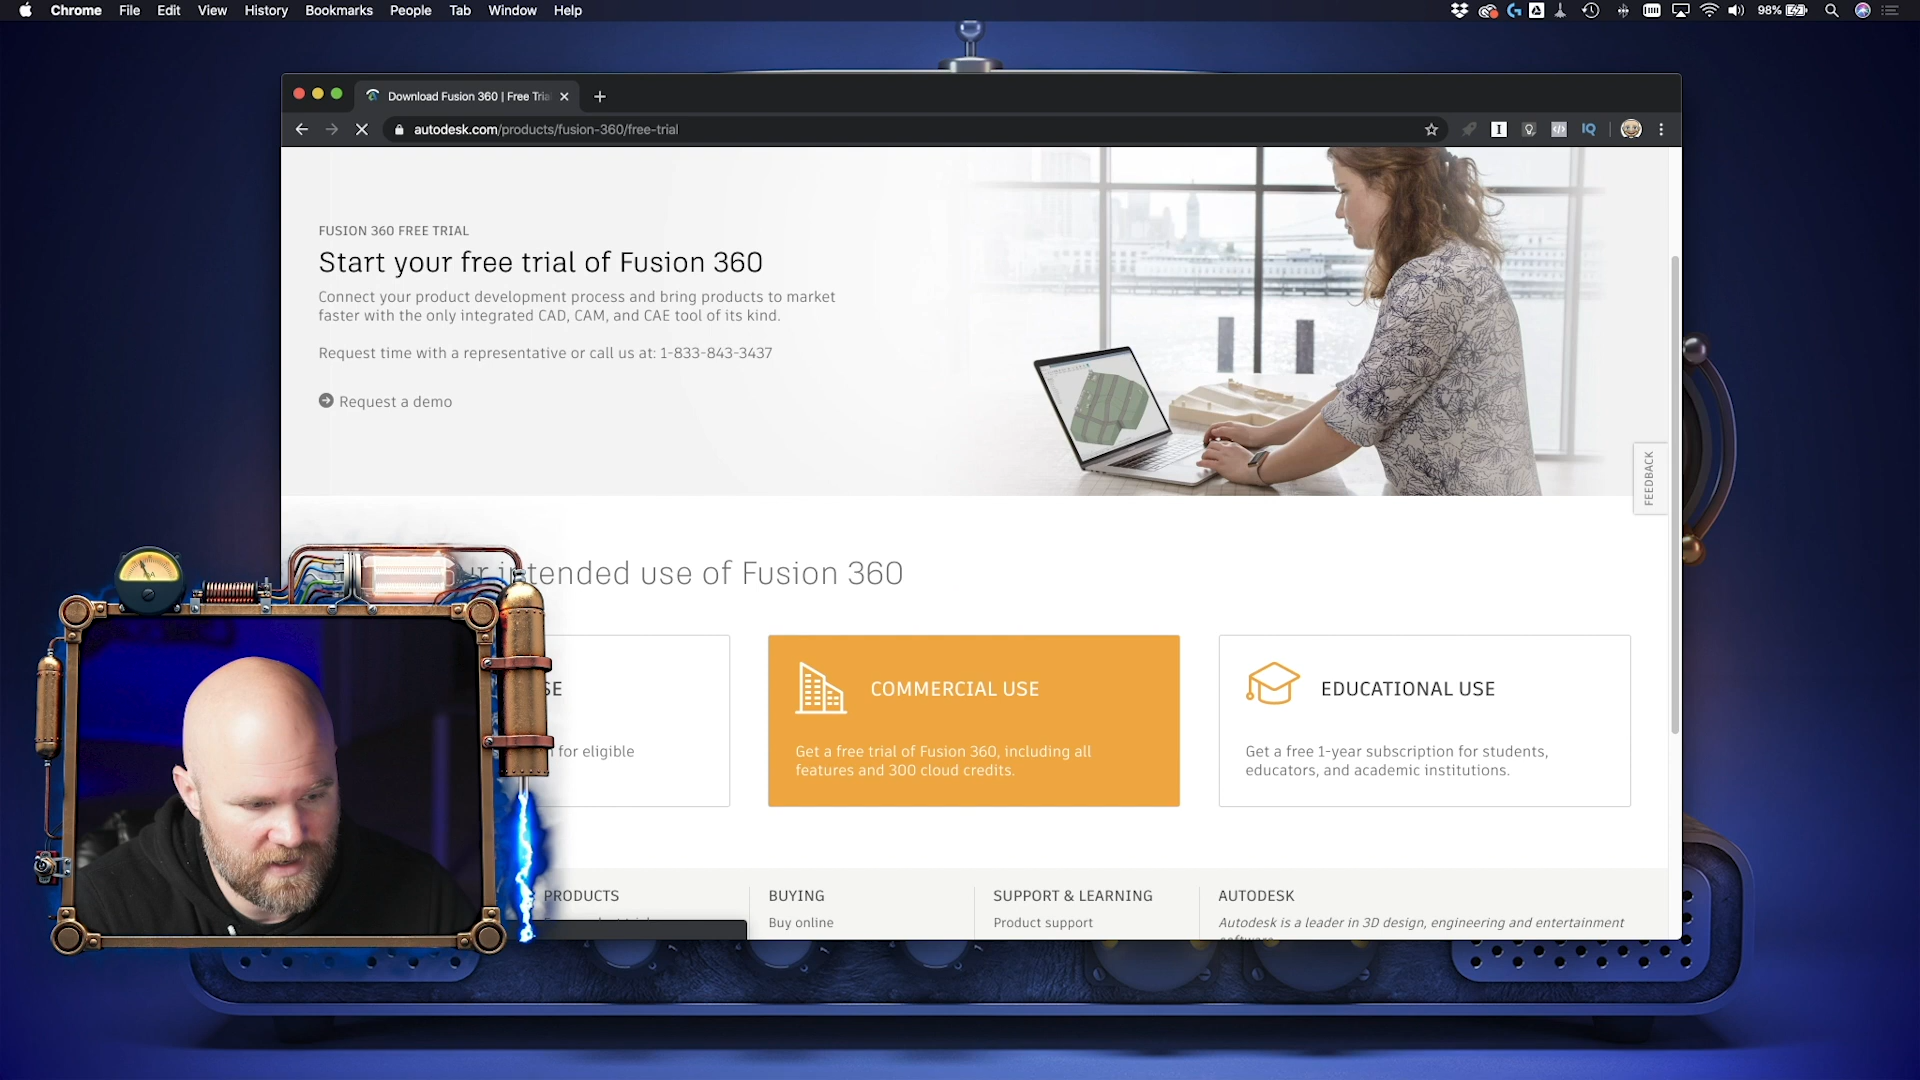 Chrome File Edit View History Bookmarks People Tab Window Help
98%
Download Fusion 360 | Free Tria
autodesk.com/products/fusion-360/free-trial
IQ
FUSION 360 FREE TRIAL
Start your free trial of Fusion 360
Connect your product development process and bring products to market
faster with the only integrated CAD, CAM, and CAE tool of its kind.
Request time with a representative or call us at: 1-833-843-3437
Request a demo
FEEDBACK
intended use of Fusion 360
COMMERCIAL USE
Get a free trial of Fusion 360, including all
features and 300 cloud credits.
EDUCATIONAL USE
Get a free 1-year subscription for students,
educators, and academic institutions.
for eligible
PRODUCTS
BUYING
Buy online
SUPPORT & LEARNING
Product support
AUTODESK
Autodesk is a leader in 3D design, engineering and entertainment